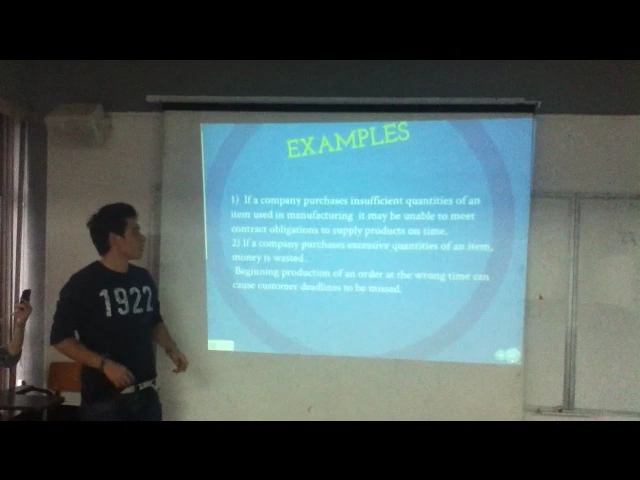 EXAMPLES
1) If a company purchases insufficient quantities of an
item used in manufacturing it may be unable to meet
contract obligations to supply products on time.
2) If a company purchases excessive quantities of an item,
money is wasted.
Beginning production of an order at the wrong time can
cause customer deadlines to be missed.
1922